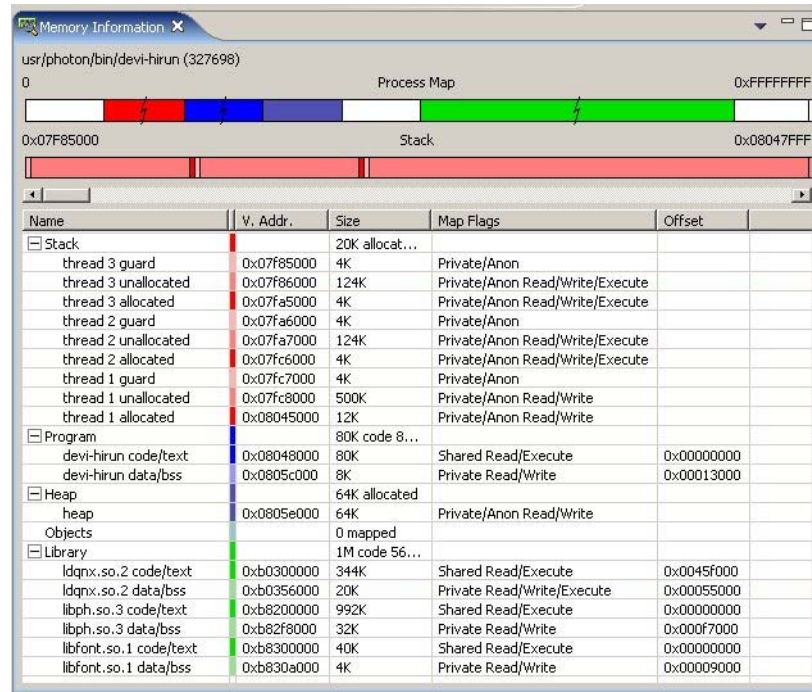 Memory Information
usr/photon/bin/devi-hirun (327698)
0 Process Map 0xFFFFFFFF
0x07F85000 Stack 0x08047FFF
Name V. Addr. Size Map Flags Offset
Stack 20K allocat...
thread 3 guard 0x07f85000 4K Private/Anon
thread 3 unallocated 0x07f86000 124K Private/Anon Read/Write/Execute
thread 3 allocated 0x07fa5000 4K Private/Anon Read/Write/Execute
thread 2 guard 0x07fa6000 4K Private/Anon
thread 2 unallocated 0x07fa7000 124K Private/Anon Read/Write/Execute
thread 2 allocated 0x07fc6000 4K Private/Anon Read/Write/Execute
thread 1 guard 0x07fc7000 4K Private/Anon
thread 1 unallocated 0x07fc8000 500K Private/Anon Read/Write
thread 1 allocated 0x08045000 12K Private/Anon Read/Write
Program 80K code 8...
devi-hirun code/text 0x08048000 80K Shared Read/Execute 0x00000000
devi-hirun data/bss 0x0805c000 8K Private Read/Write 0x00013000
Heap 64K allocated
heap 0x0805e000 64K Private/Anon Read/Write
Objects 0 mapped
Library 1M code 56...
ldqnx.so.2 code/text 0xb0300000 344K Shared Read/Execute 0x0045f000
ldqnx.so.2 data/bss 0xb0356000 20K Private Read/Write/Execute 0x00055000
libph.so.3 code/text 0xb8200000 992K Shared Read/Execute 0x00000000
libph.so.3 data/bss 0xb82f8000 32K Private Read/Write 0x000f7000
libfont.so.1 code/text 0xb8300000 40K Shared Read/Execute 0x00000000
libfont.so.1 data/bss 0xb830a000 4K Private Read/Write 0x00009000